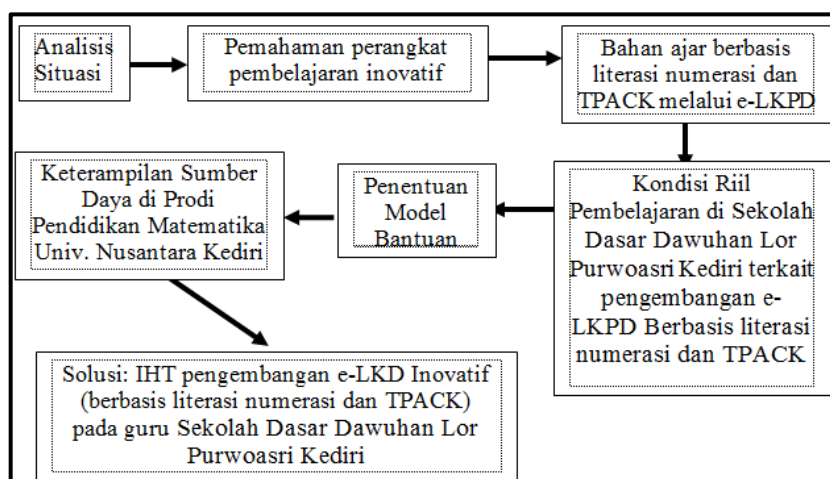 Analisis
Situasi
Pemahaman perangkat
pembelajaran inovatif
Bahan ajar berbasis
literasi numerasi dan
TPACK melalui e-LKPD
Kondisi Riil
Pembelajaran di Sekolah
Dasar Dawuhan Lor
Purwoasri Kediri terkait
pengembangan e-
LKPD Berbasis literasi
numerasi dan TPACK
Penentuan
Model
Bantuan
Keterampilan Sumber
Daya di Prodi
Pendidikan Matematika
Univ. Nusantara Kediri
Solusi: IHT pengembangan e-LKD Inovatif
(berbasis literasi numerasi dan TPACK)
pada guru Sekolah Dasar Dawuhan Lor
Purwoasri Kediri